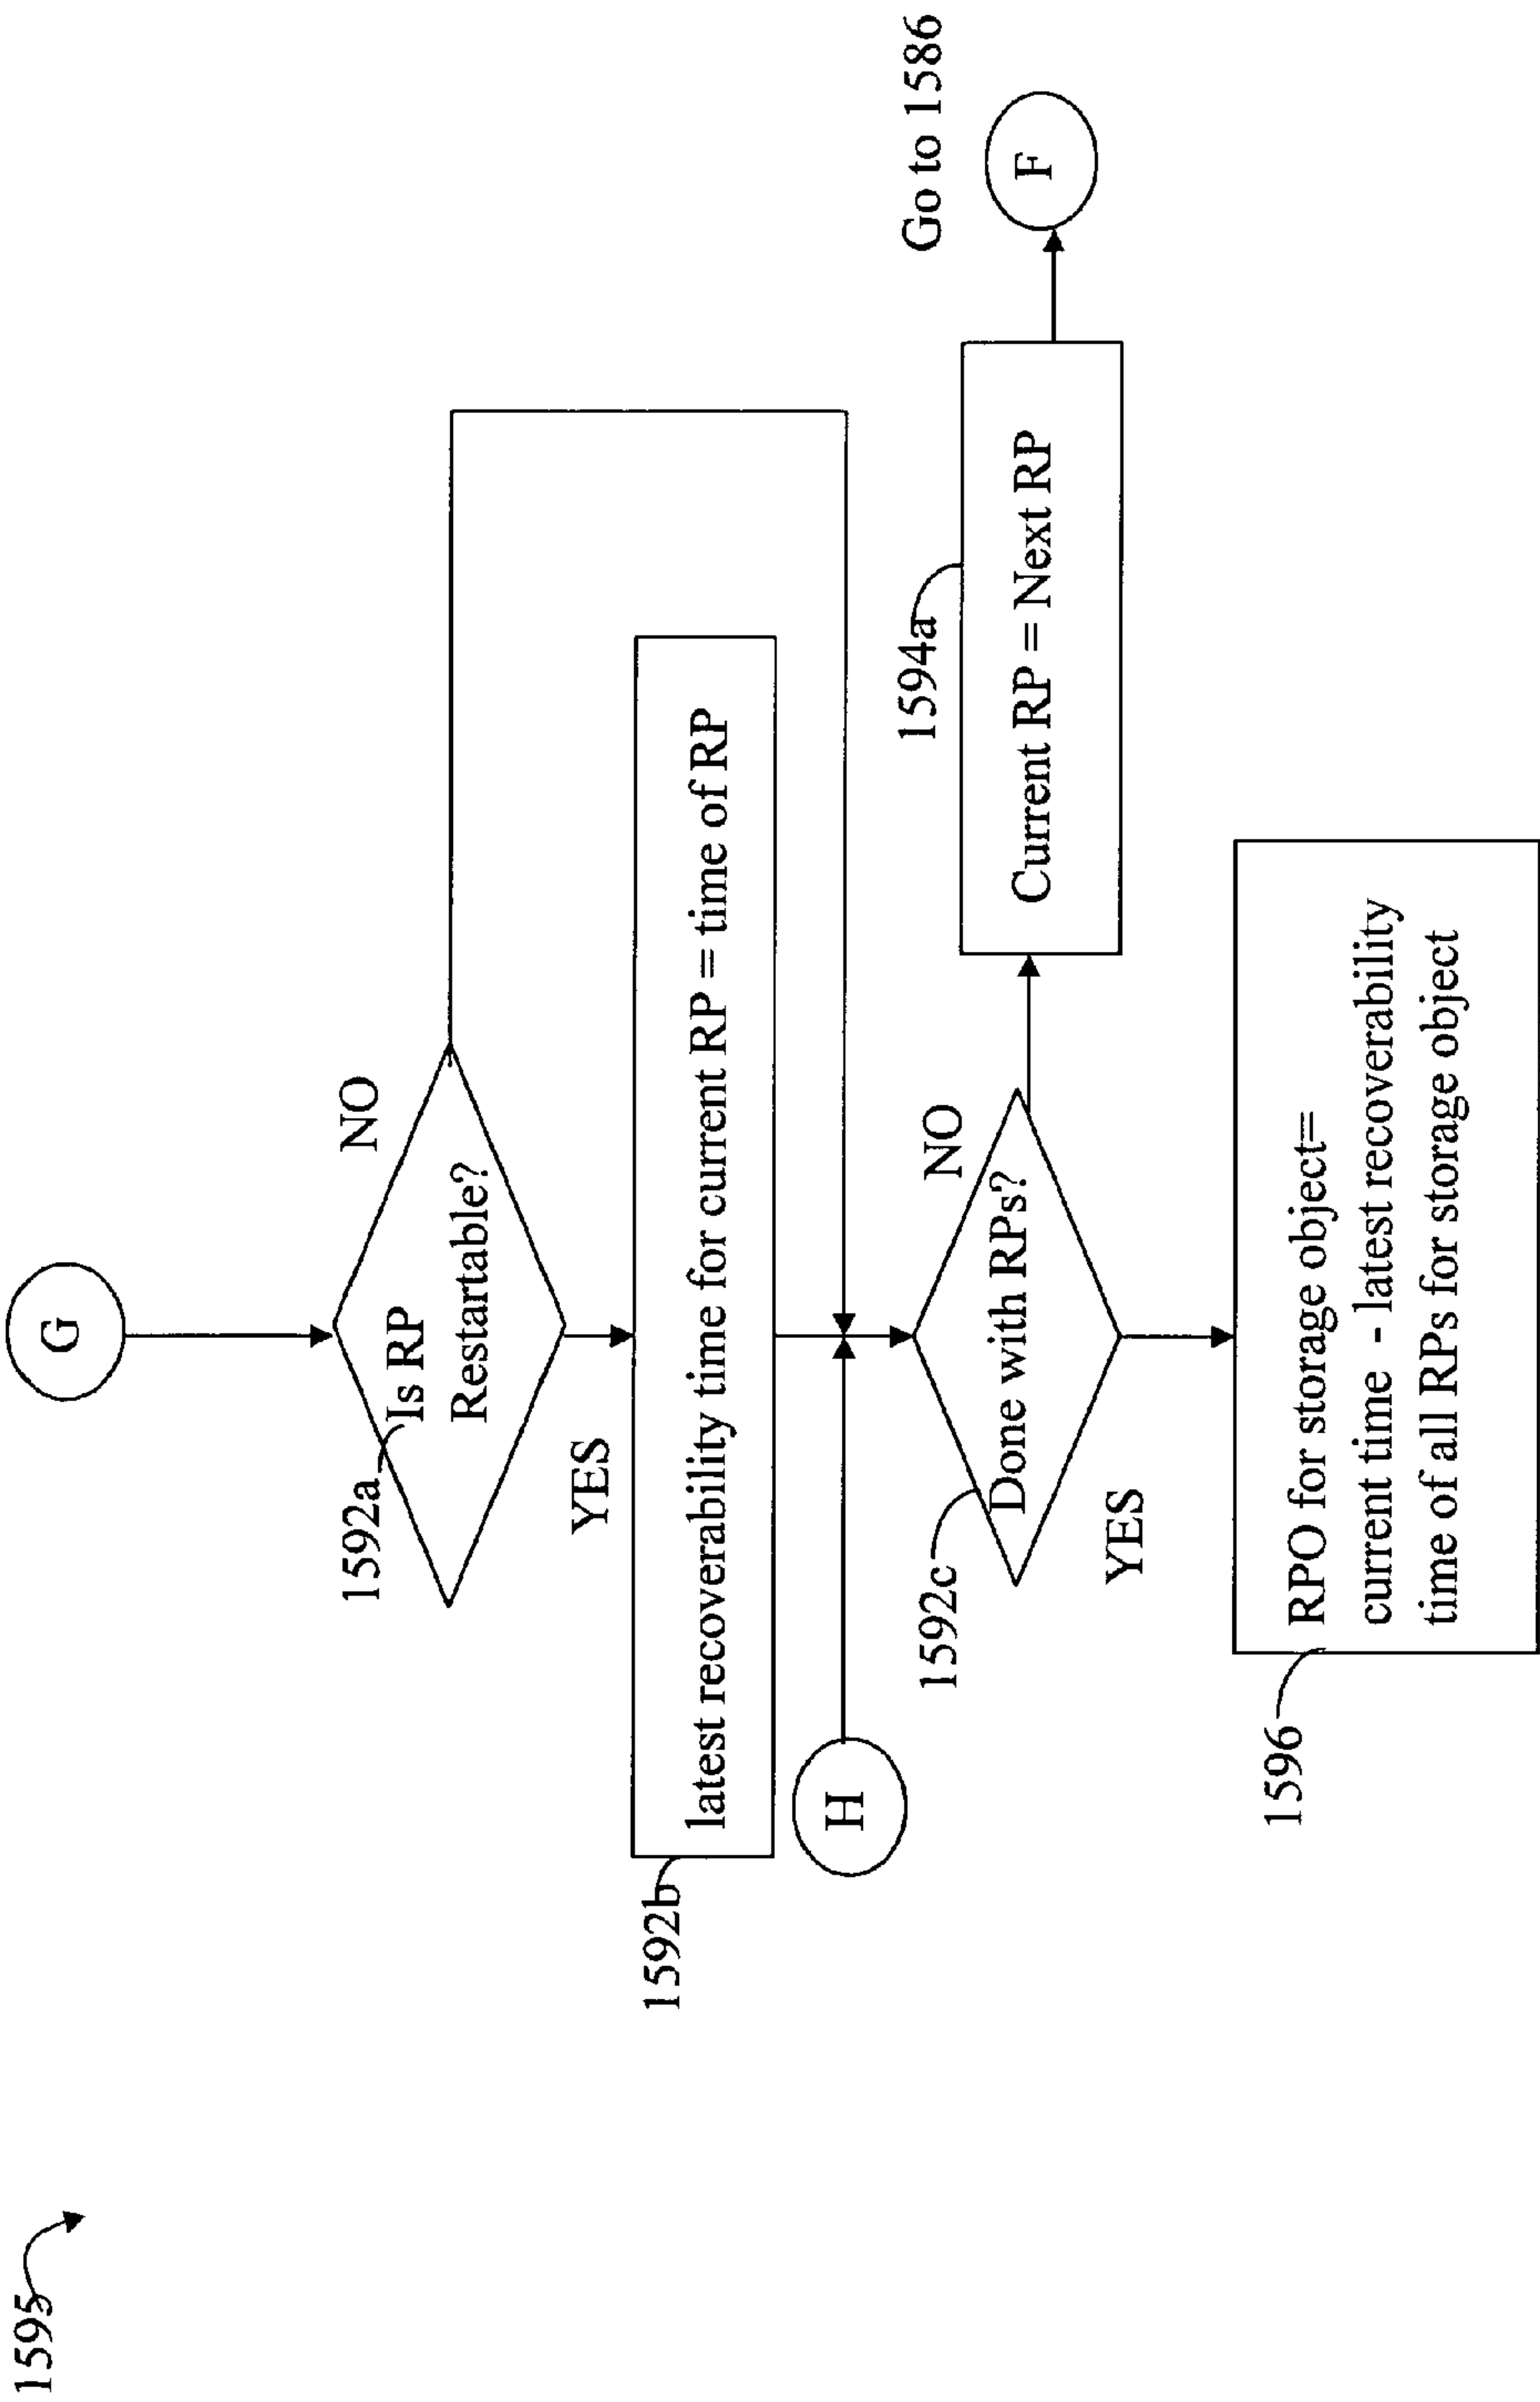 1595
G
1592a
Is RP
Restartable?
NO
YES
1592b
latest recoverability time for current RP = time of RP
H
1592c
Done with RPs?
NO
1594a
Current RP = Next RP
Go to 1586
F
YES
1596
RPO for storage object=
current time - latest recoverability
time of all RPs for storage object